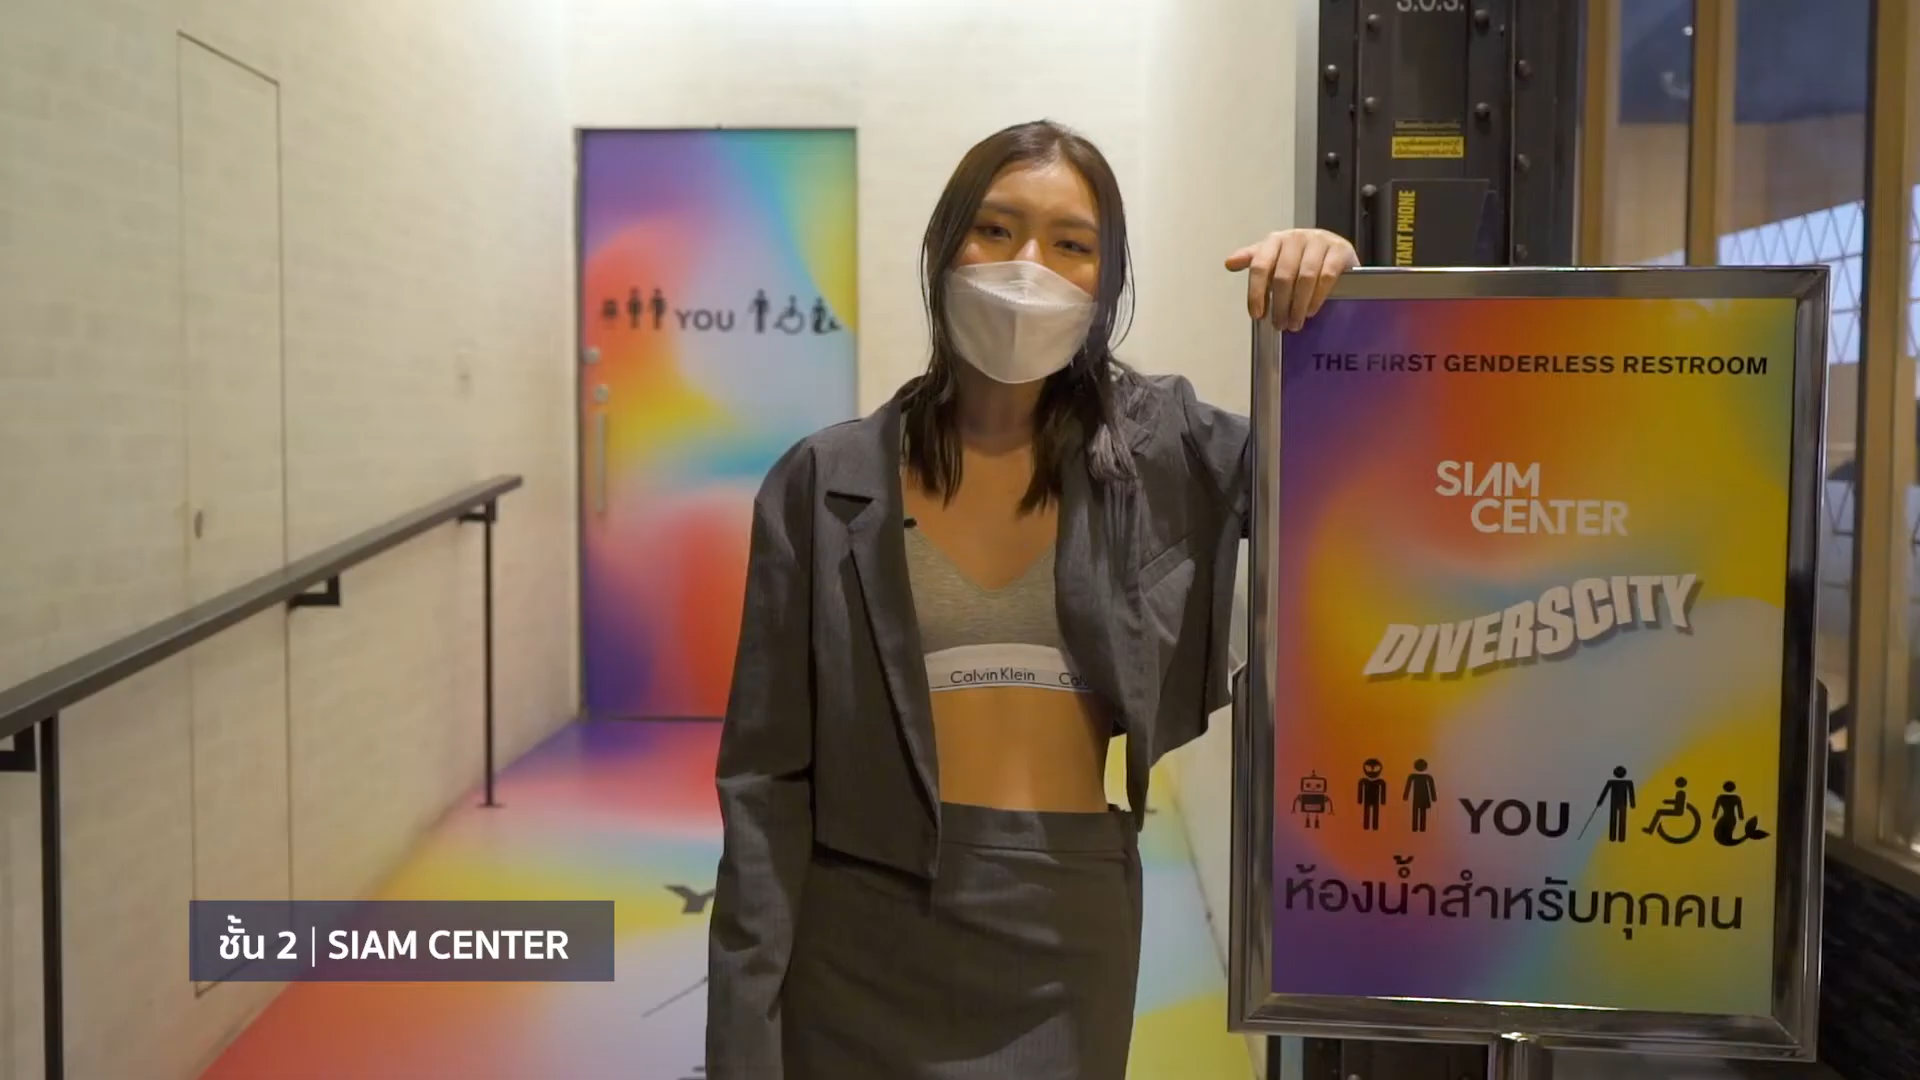 S.O.S.
TANT PHONE
YOU
THE FIRST GENDERLESS RESTROOM
SIAM
CENTER
DIVERSCITY
YOU
ห้องน้ำสำหรับทุกคน
Calvin Klein
ชั้น 2 | SIAM CENTER